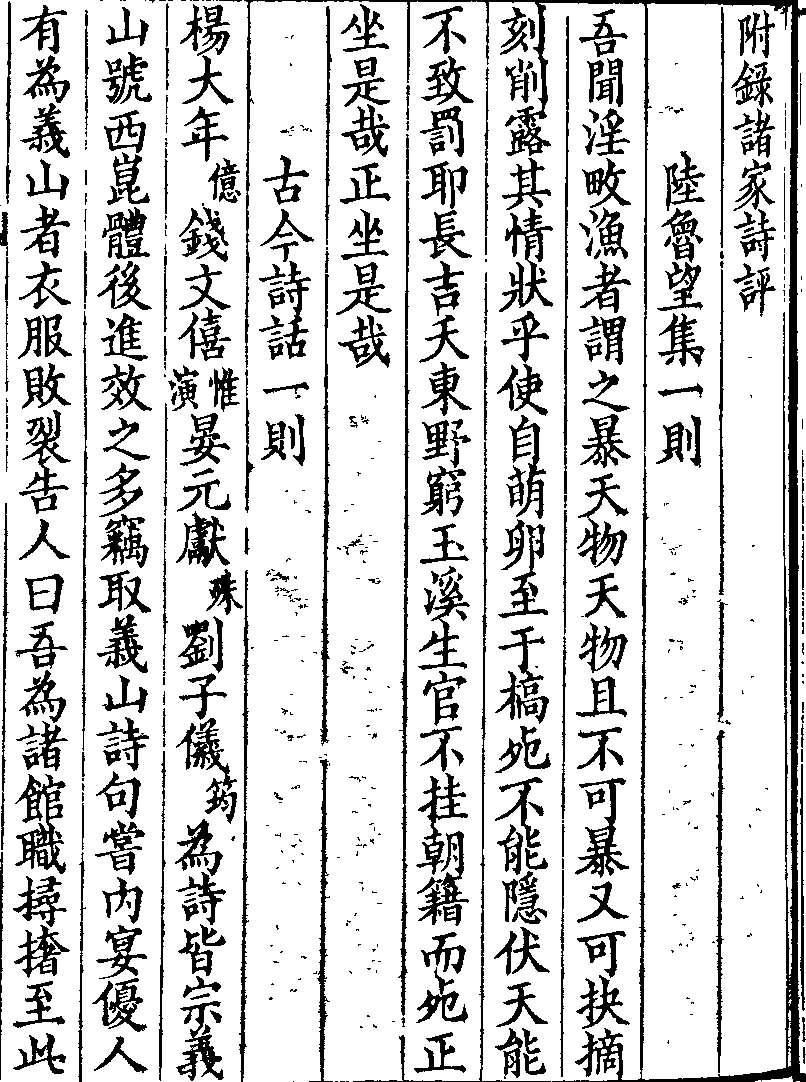 附錄諸家詩評
陸魯望集一則
吾聞淫畋漁者謂之暴天物天物且不可暴又可抉摘
刻削露其情狀乎使自萌卵至于槁死不能隱伏天能
不致罰耶長吉夭東野窮玉溪生官不挂朝籍而死正
坐是哉正坐是哉
古今詩話一則
楊大年億錢文僖惟演晏元獻殊劉子儀筠為詩皆宗義
山號西崑體後進效之多竊取義山詩句嘗內宴優人
有為義山者衣服敗裂告人曰吾為諸館職撏撦至此